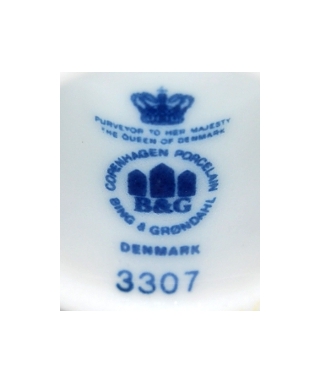 PURVEYOR TO HER MAJESTY
THE QUEEN OF DENMARK
COPENHAGEN PORCELAIN
B&G
BING & GRØNDAHL
DENMARK
3307